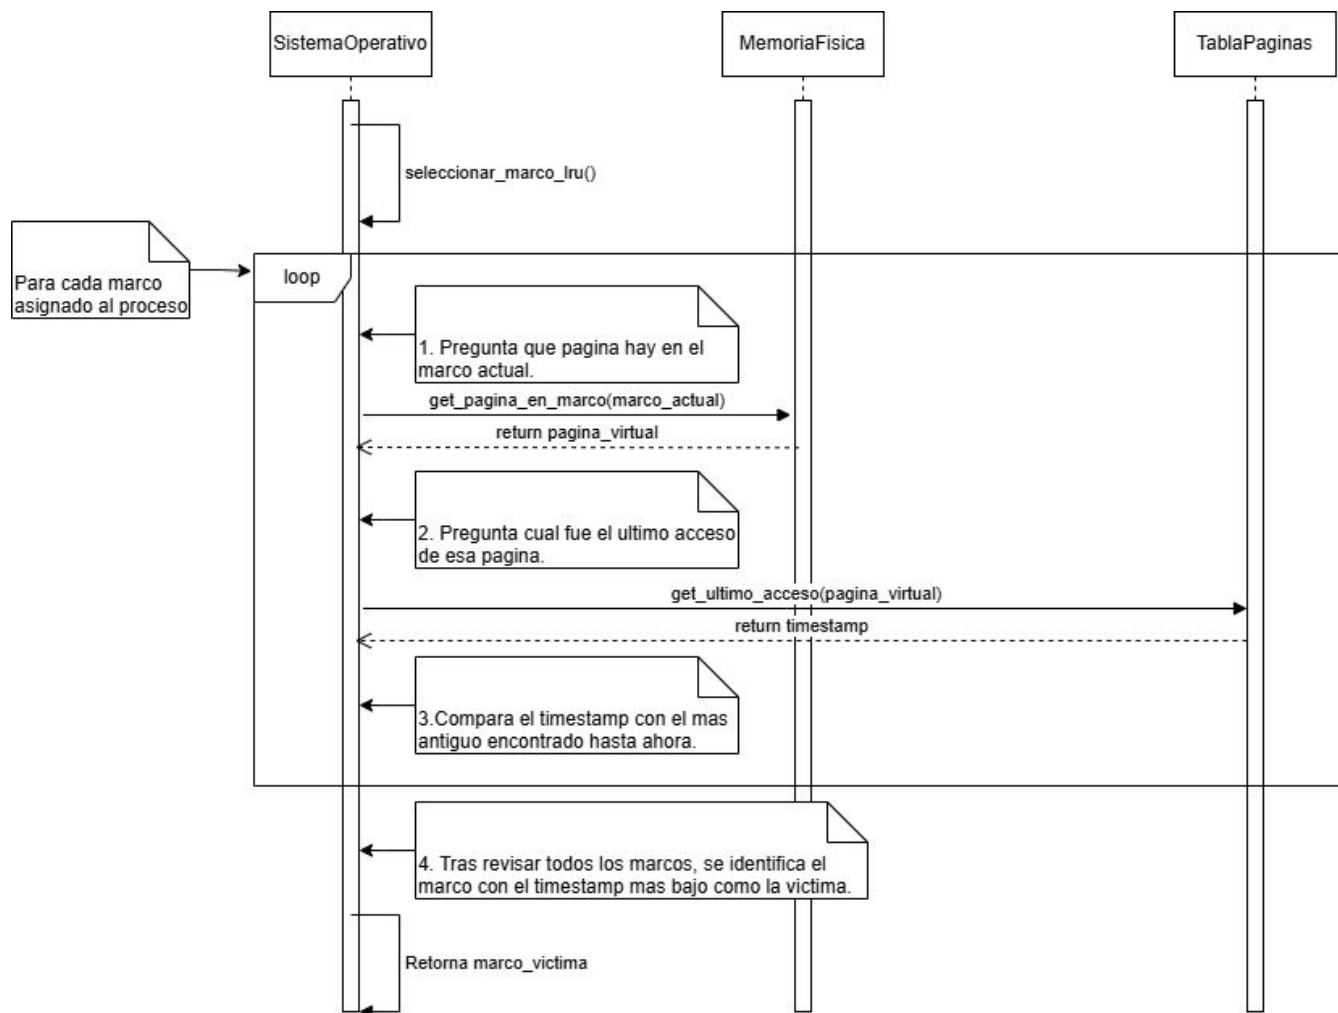 SistemaOperativo
MemoriaFisica
TablaPaginas
seleccionar_marco_lru()
Para cada marco
asignado al proceso
loop
1. Pregunta que pagina hay en el
marco actual.
get_pagina_en_marco(marco_actual)
return pagina_virtual
2. Pregunta cual fue el ultimo acceso
de esa pagina.
get_ultimo_acceso(pagina_virtual)
return timestamp
3.Compara el timestamp con el mas
antiguo encontrado hasta ahora.
4. Tras revisar todos los marcos, se identifica el
marco con el timestamp mas bajo como la victima.
Retorna marco_victima